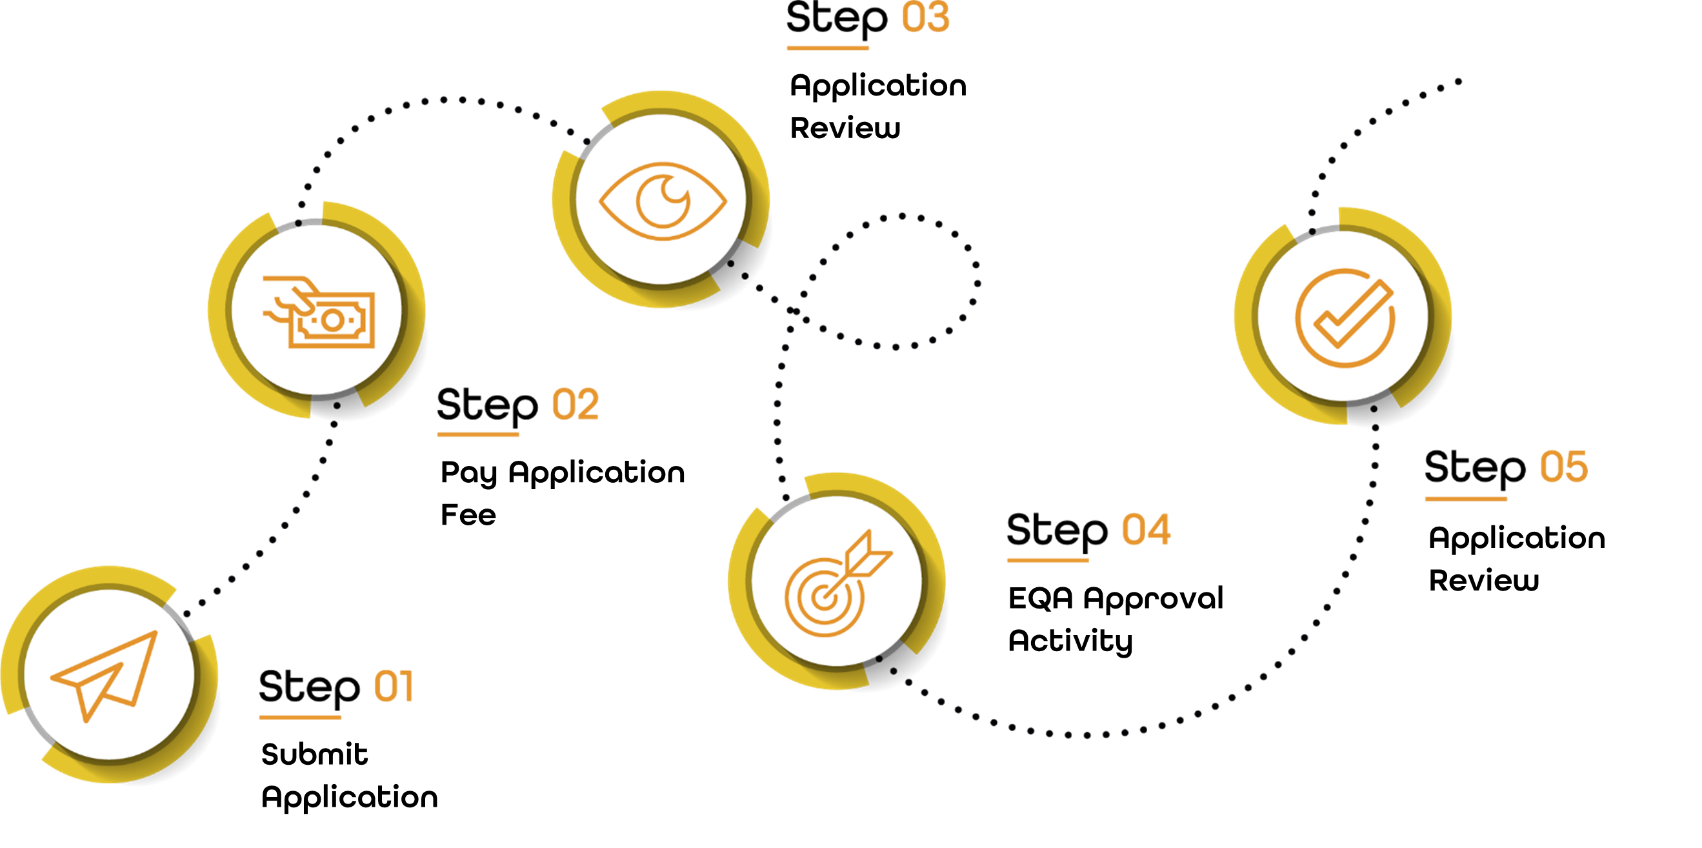 Step 01
Submit
Application
Step 02
Pay Application
Fee
Step 03
Application
Review
Step 04
EQA Approval
Activity
Step 05
Application
Review